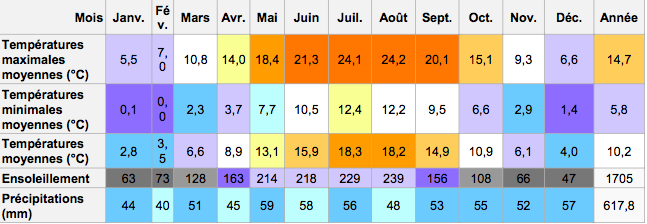 Mois Janv. Fé v. Mars Avr. Mai Juin Juil. Août Sept. Oct. Nov. Déc. Année
Températures maximales moyennes (°C) 5,5 7,0 10,8 14,0 18,4 21,3 24,1 24,2 20,1 15,1 9,3 6,6 14,7
Températures minimales moyennes (°C) 0,1 0,0 2,3 3,7 7,7 10,5 12,4 12,2 9,5 6,6 2,9 1,4 5,8
Températures moyennes (°C) 2,8 3,5 6,6 8,9 13,1 15,9 18,3 18,2 14,9 10,9 6,1 4,0 10,2
Ensoleillement 63 73 128 163 214 218 229 239 156 108 66 47 1705
Précipitations (mm) 44 40 51 45 59 58 56 48 53 55 52 57 617,8